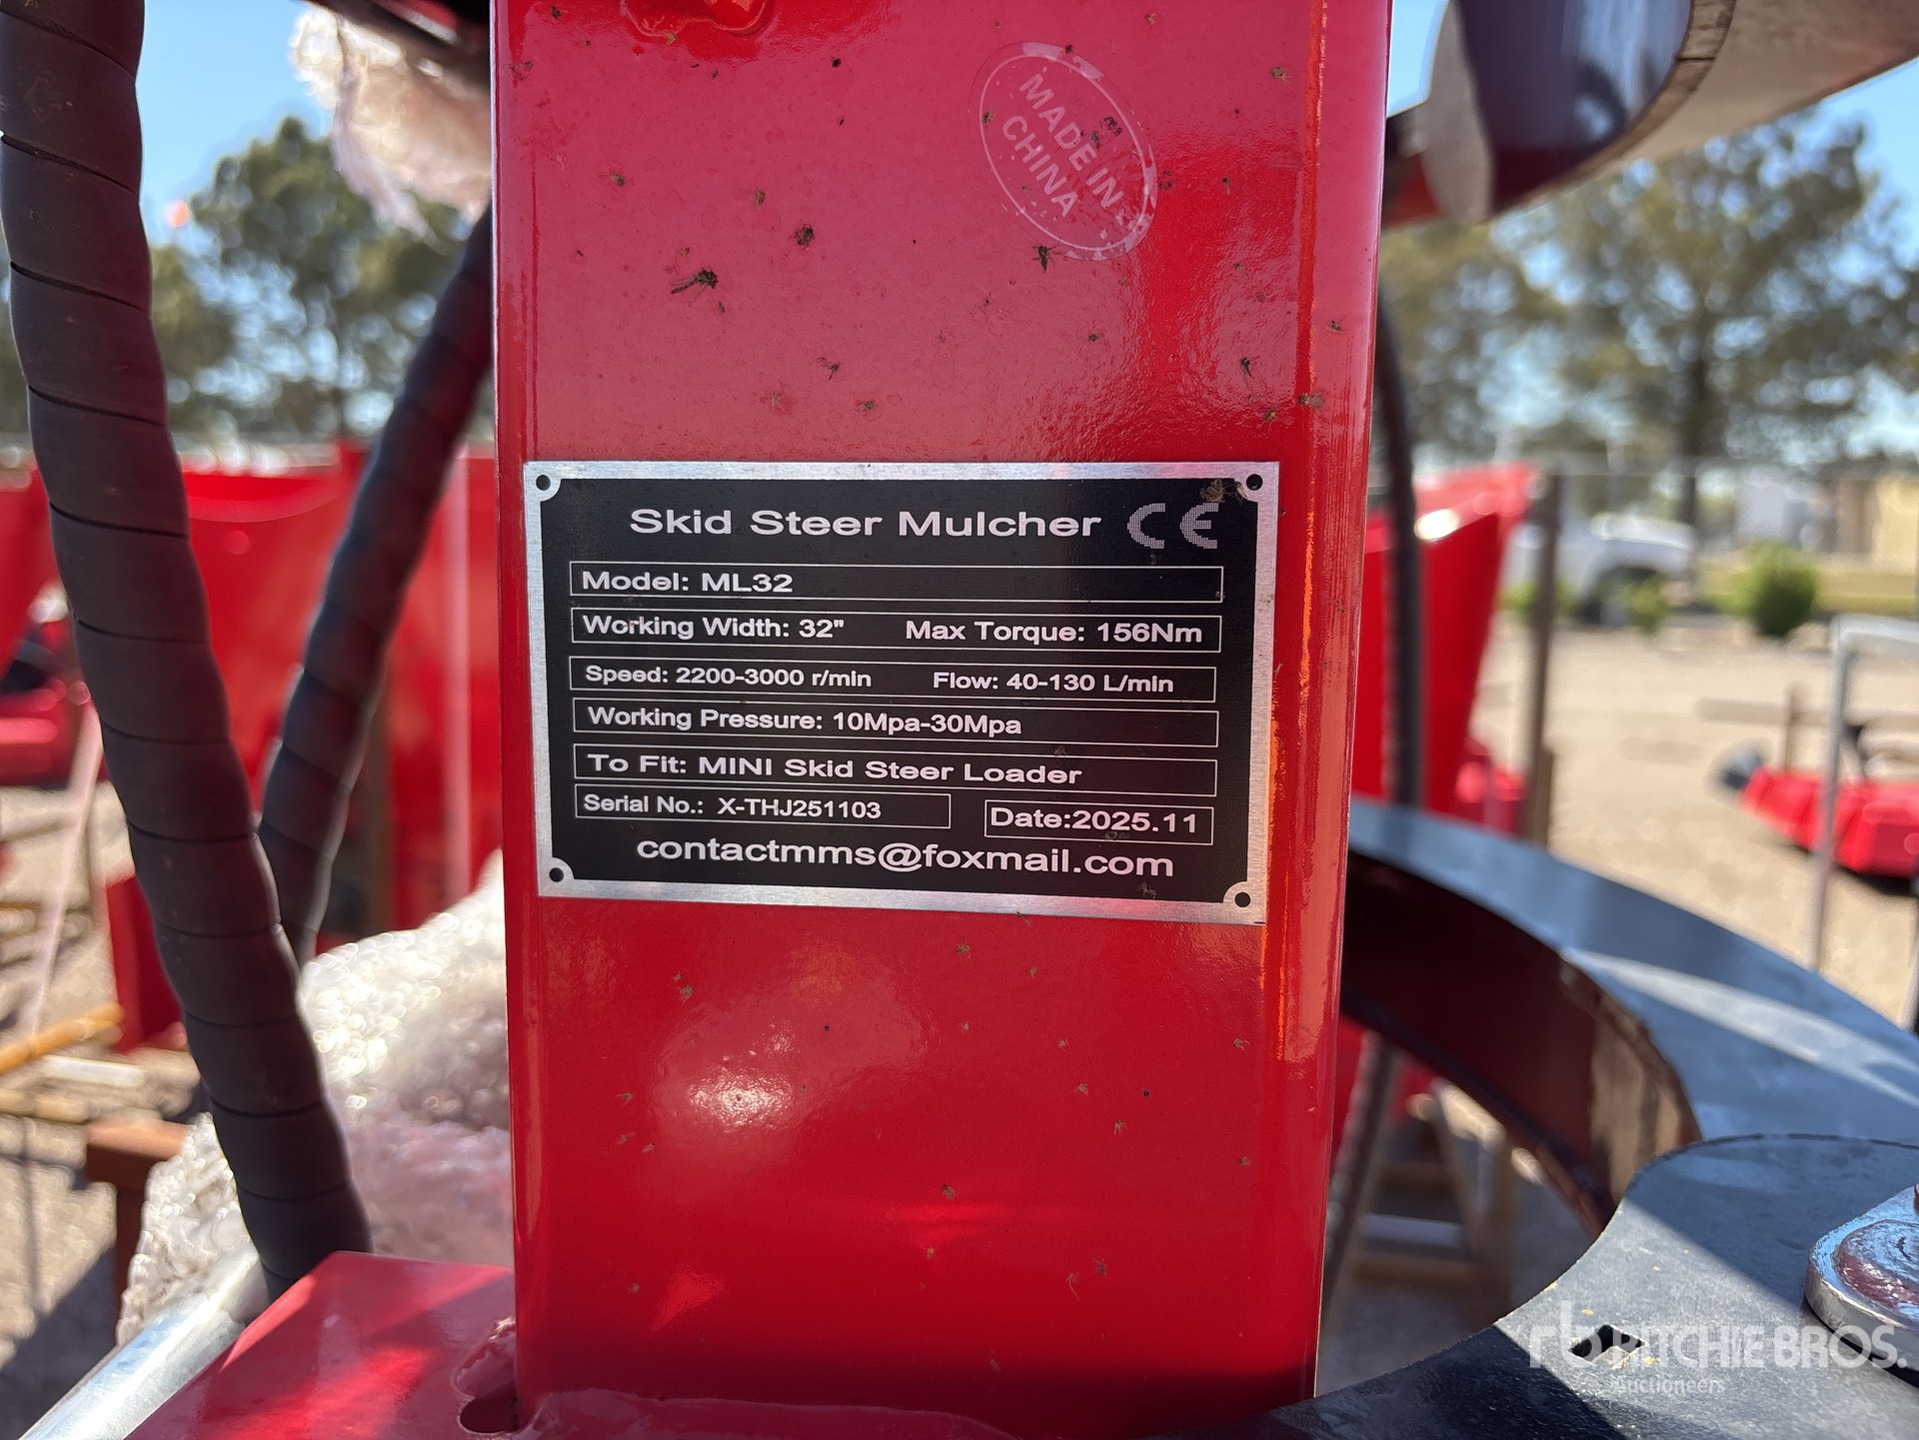 MADE IN
CHINA
Skid Steer Mulcher CE
Model: ML32
Working Width: 32" Max Torque: 156Nm
Speed: 2200-3000 r/min Flow: 40-130 L/min
Working Pressure: 10Mpa-30Mpa
To Fit: MINI Skid Steer Loader
Serial No.: X-THJ251103 Date:2025.11
contactmms@foxmail.com
rb RITCHIE BROS.
Auctioneers